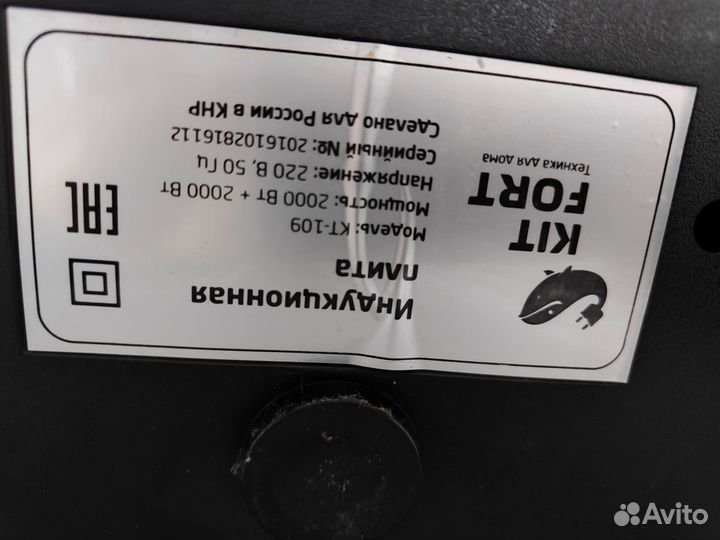 KIT
FORT
Техника для дома
Индукционная
плита
Модель: КТ-109
Мощность: 2000 Вт + 2000 Вт
Напряжение: 220 В, 50 Гц
Серийный №: 2016102816112
Сделано для России в КНР
EAC
Avito